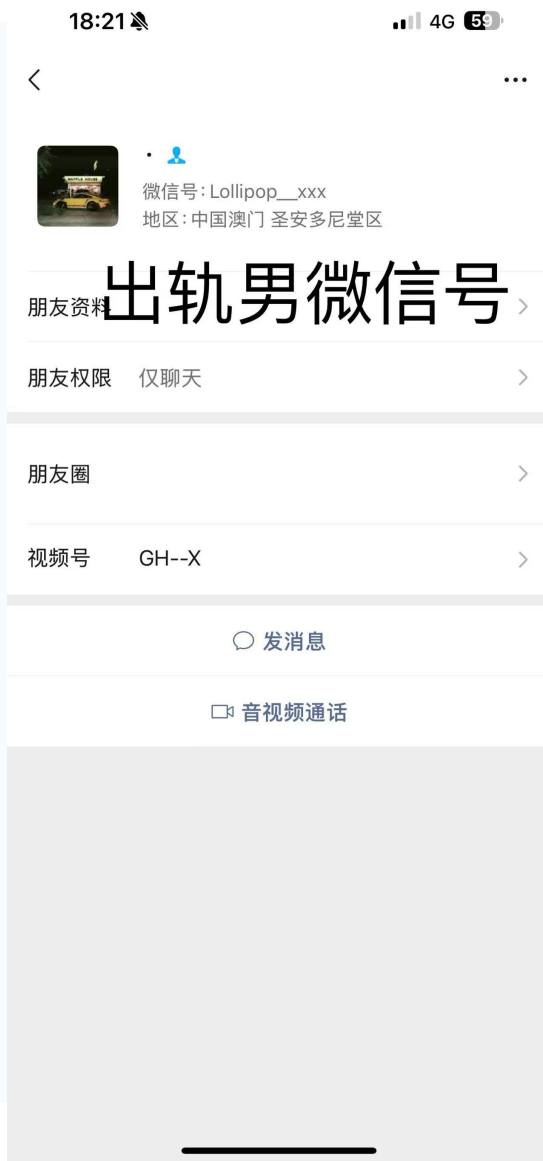 18:21 4G 59
·
微信号: Lollipop__xxx
地区: 中国澳门 圣安多尼堂区
朋友资料
出轨男微信号
朋友权限 仅聊天
朋友圈
视频号 GH--X
发消息
音视频通话